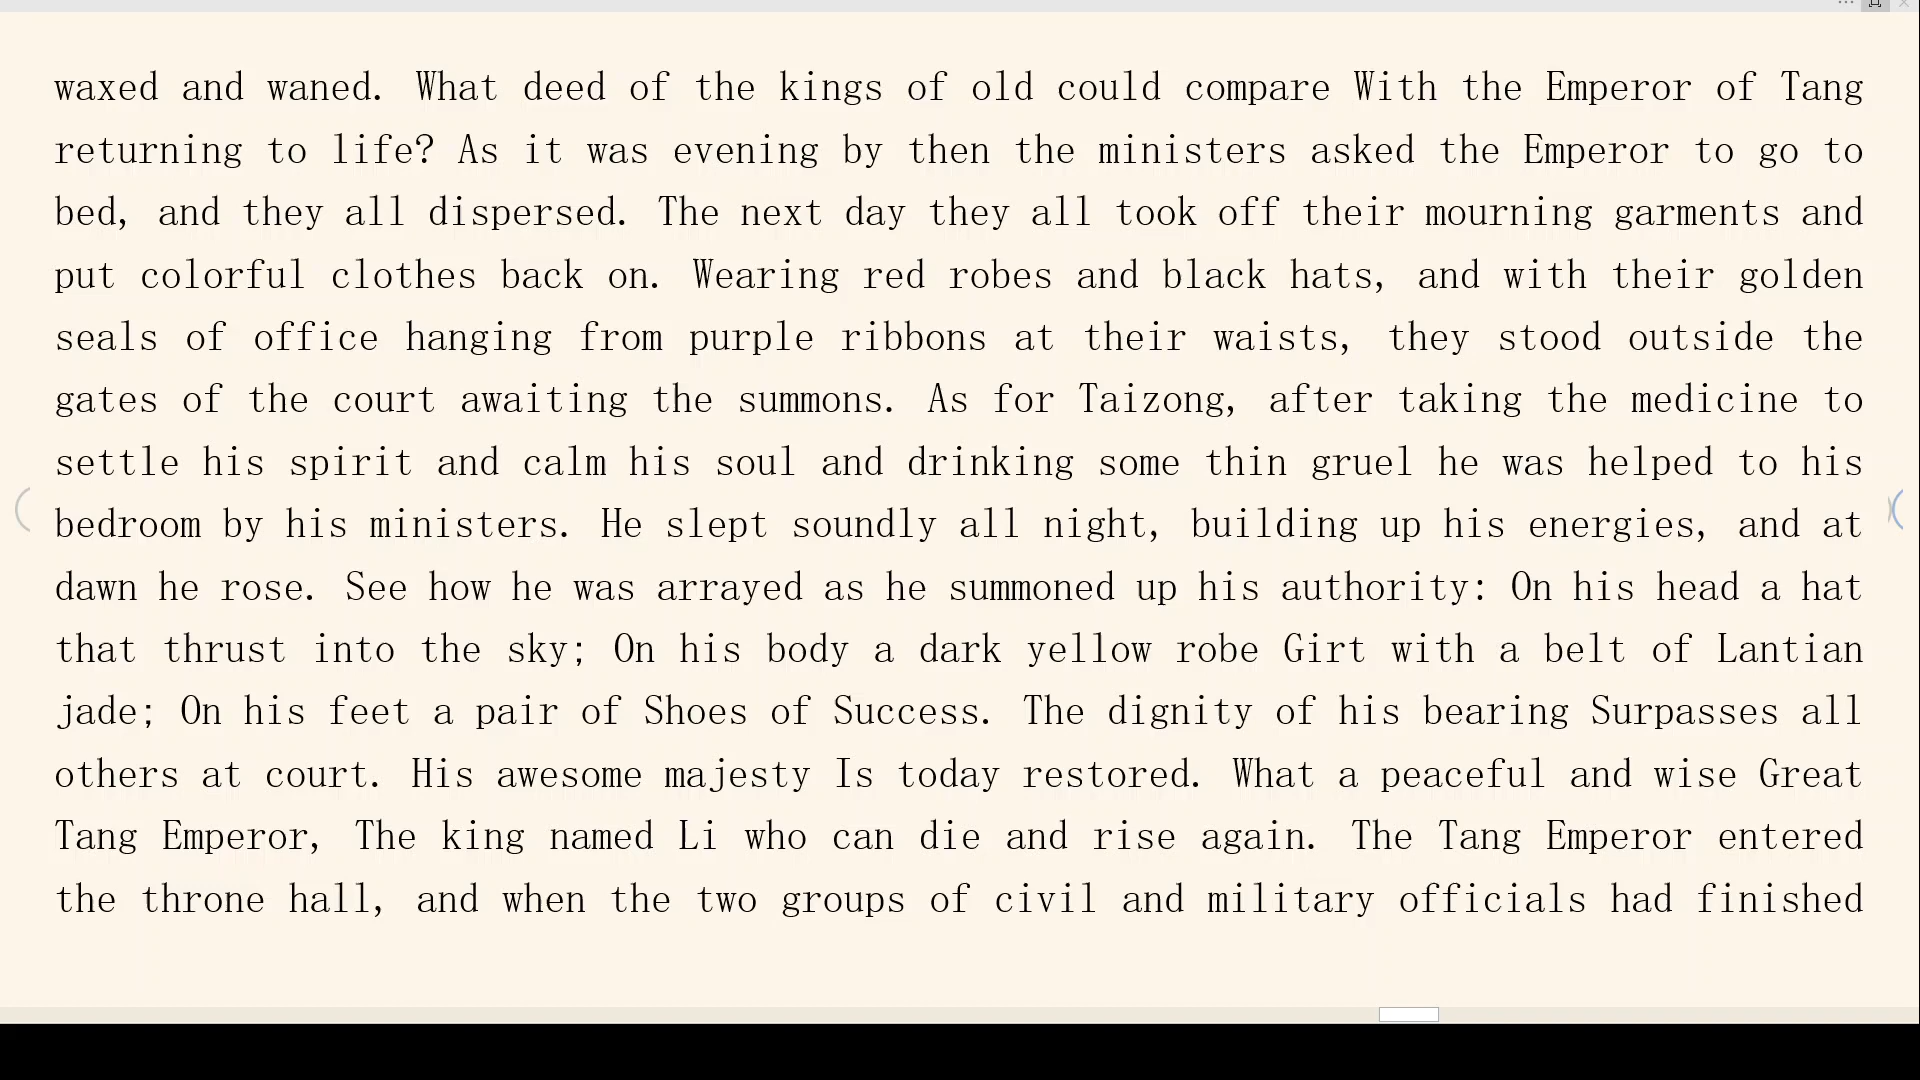 waxed and waned. What deed of the kings of old could compare With the Emperor of Tang
returning to life? As it was evening by then the ministers asked the Emperor to go to
bed, and they all dispersed. The next day they all took off their mourning garments and
put colorful clothes back on. Wearing red robes and black hats, and with their golden
seals of office hanging from purple ribbons at their waists, they stood outside the
gates of the court awaiting the summons. As for Taizong, after taking the medicine to
settle his spirit and calm his soul and drinking some thin gruel he was helped to his
bedroom by his ministers. He slept soundly all night, building up his energies, and at
dawn he rose. See how he was arrayed as he summoned up his authority: On his head a hat
that thrust into the sky; On his body a dark yellow robe Girt with a belt of Lantian
jade; On his feet a pair of Shoes of Success. The dignity of his bearing Surpasses all
others at court. His awesome majesty Is today restored. What a peaceful and wise Great
Tang Emperor, The king named Li who can die and rise again. The Tang Emperor entered
the throne hall, and when the two groups of civil and military officials had finished